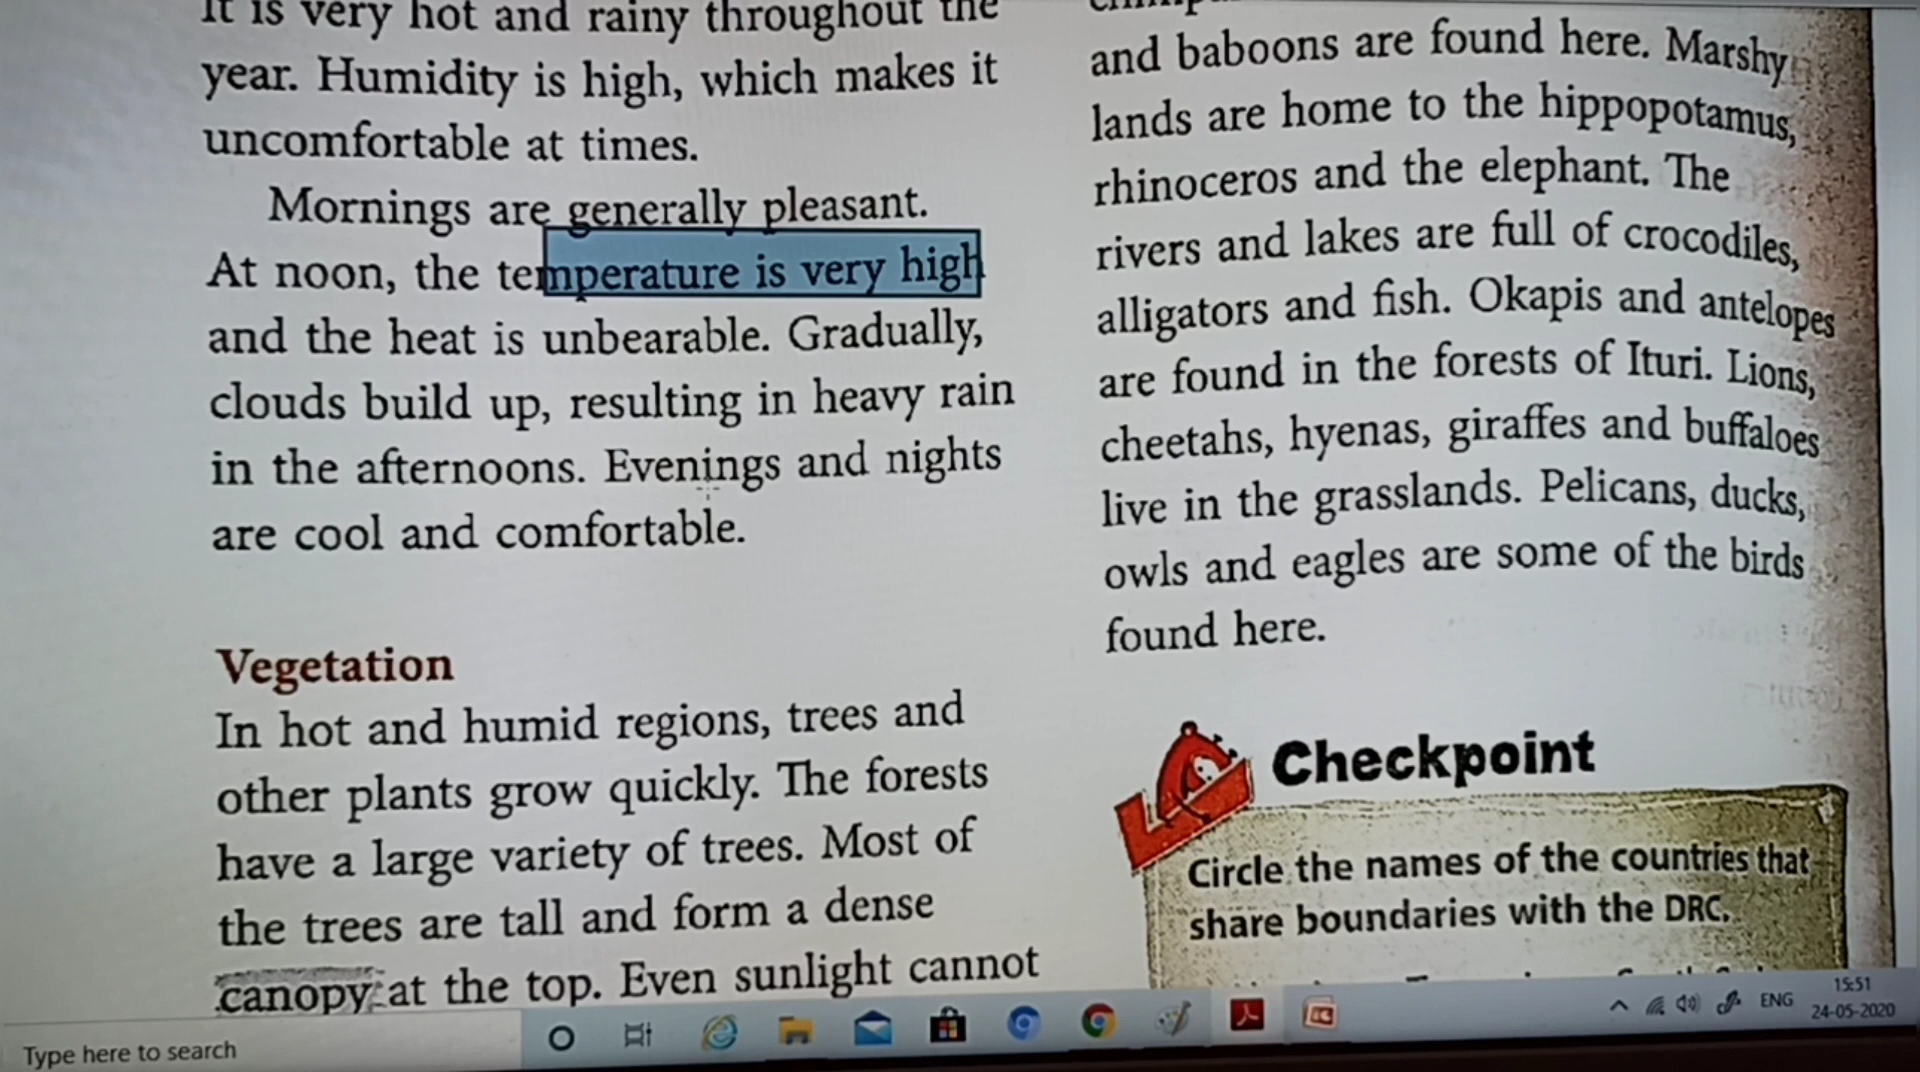 It is very hot and rainy throughout the
year. Humidity is high, which makes it
uncomfortable at times.
Mornings are generally pleasant.
At noon, the temperature is very high
and the heat is unbearable. Gradually,
clouds build up, resulting in heavy rain
in the afternoons. Evenings and nights
are cool and comfortable.
Vegetation
In hot and humid regions, trees and
other plants grow quickly. The forests
have a large variety of trees. Most of
the trees are tall and form a dense
canopy at the top. Even sunlight cannot
and baboons are found here. Marshy
lands are home to the hippopotamus,
rhinoceros and the elephant. The
rivers and lakes are full of crocodiles,
alligators and fish. Okapis and antelopes
are found in the forests of Ituri. Lions,
cheetahs, hyenas, giraffes and buffaloes
live in the grasslands. Pelicans, ducks,
owls and eagles are some of the birds
found here.
Checkpoint
Circle the names of the countries that
share boundaries with the DRC.
Type here to search
ENG
15:51
24-05-2020